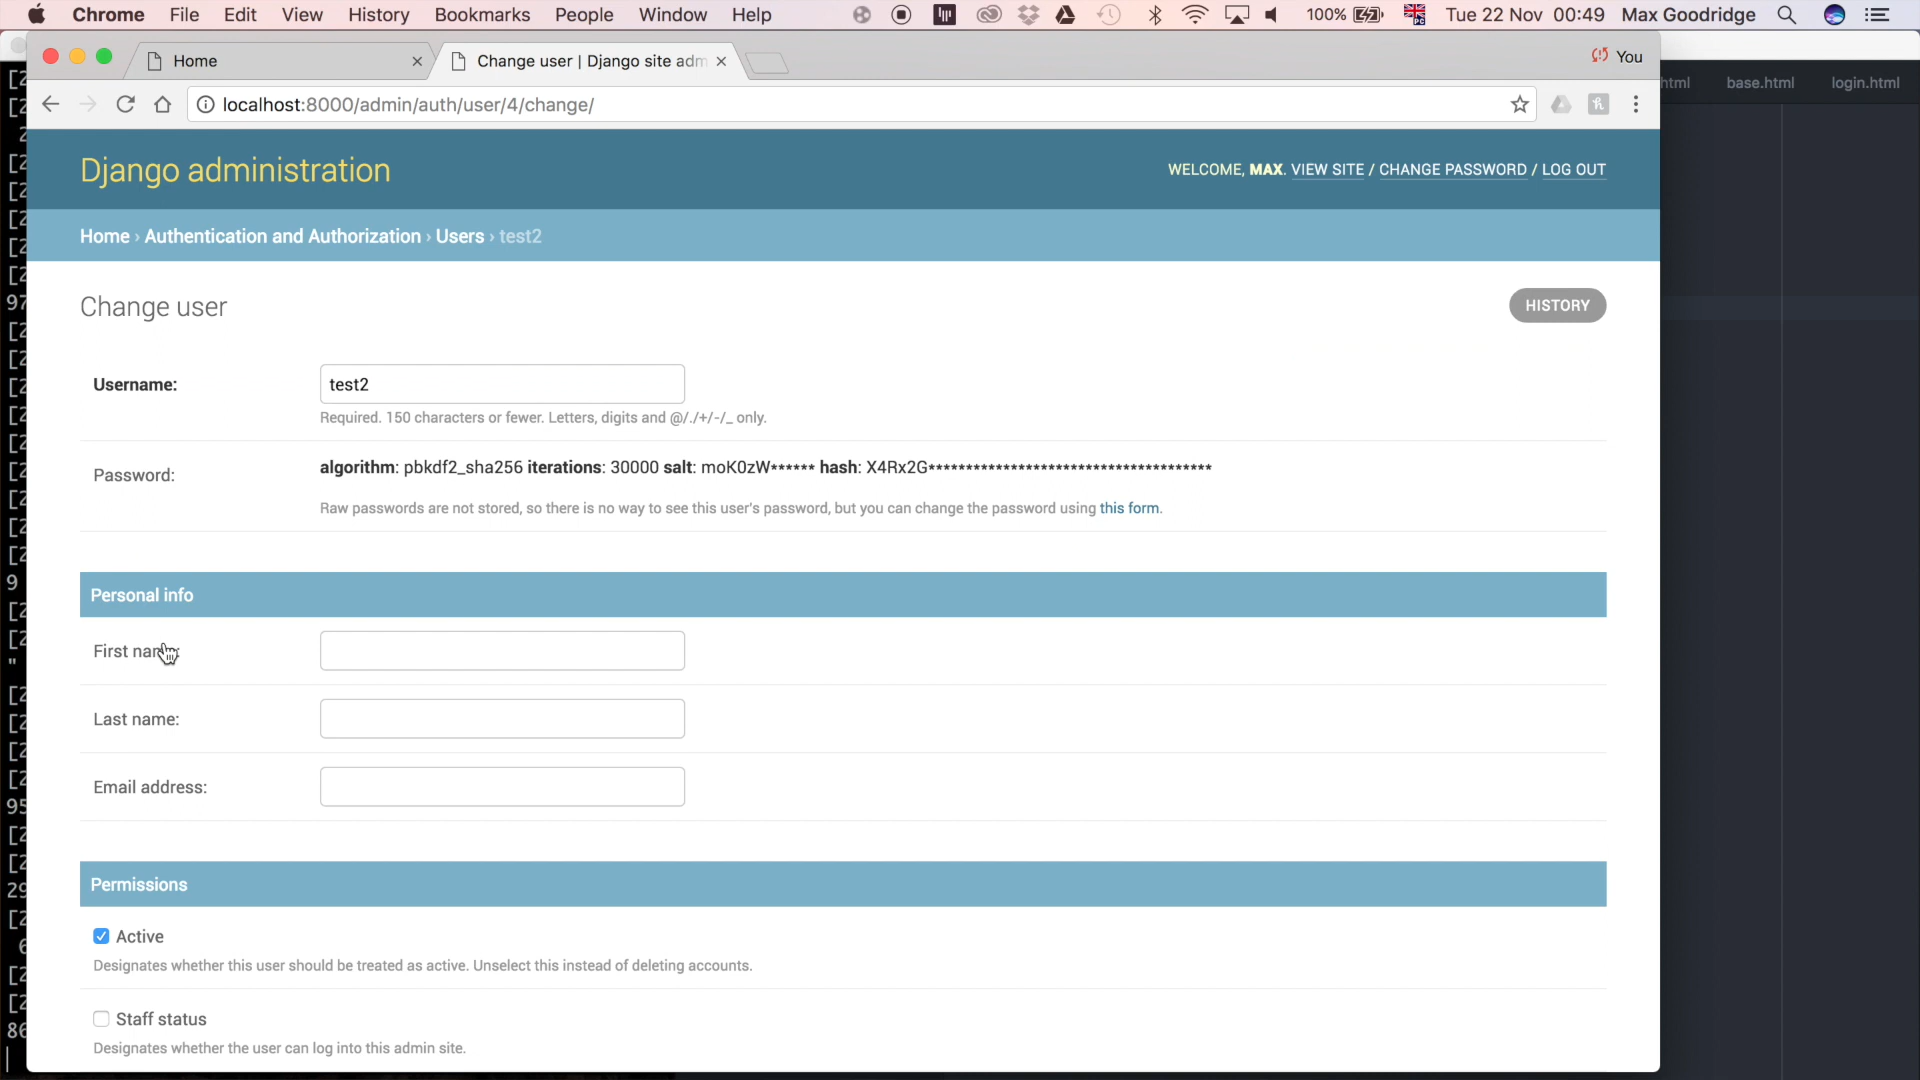 Chrome File Edit View History Bookmarks People Window Help 100% Tue 22 Nov 00:49 Max Goodridge
Home Change user | Django site adm You
html base.html login.html
localhost:8000/admin/auth/user/4/change/
Django administration WELCOME, MAX. VIEW SITE / CHANGE PASSWORD / LOG OUT
Home › Authentication and Authorization › Users › test2
Change user HISTORY
Username: test2
Required. 150 characters or fewer. Letters, digits and @/./+/-/_ only.
Password: algorithm: pbkdf2_sha256 iterations: 30000 salt: moK0zW****** hash: X4Rx2G**************************************
Raw passwords are not stored, so there is no way to see this user's password, but you can change the password using this form.
Personal info
First name:
Last name:
Email address:
Permissions
Active
Designates whether this user should be treated as active. Unselect this instead of deleting accounts.
Staff status
Designates whether the user can log into this admin site.